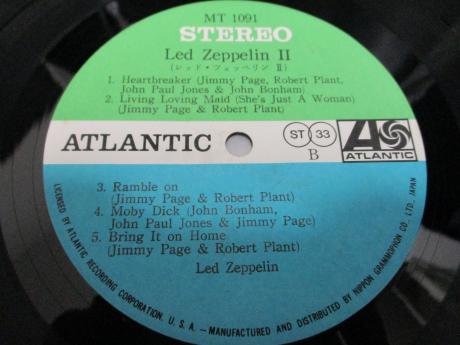 MT 1091
STEREO
Led Zeppelin II
(レッド・ツェッペリン II)
1. Heartbreaker (Jimmy Page, Robert Plant,
John Paul Jones & John Bonham)
2. Living Loving Maid (She's Just A Woman)
(Jimmy Page & Robert Plant)
ATLANTIC
ST 33
B
ATLANTIC
3. Ramble on
(Jimmy Page & Robert Plant)
4. Moby Dick (John Bonham,
John Paul Jones & Jimmy Page)
5. Bring It on Home
(Jimmy Page & Robert Plant)
Led Zeppelin
LICENSED BY ATLANTIC RECORDING CORPORATION. U.S.A. — MANUFACTURED AND DISTRIBUTED BY NIPPON GRAMMOPHON CO. LTD. JAPAN